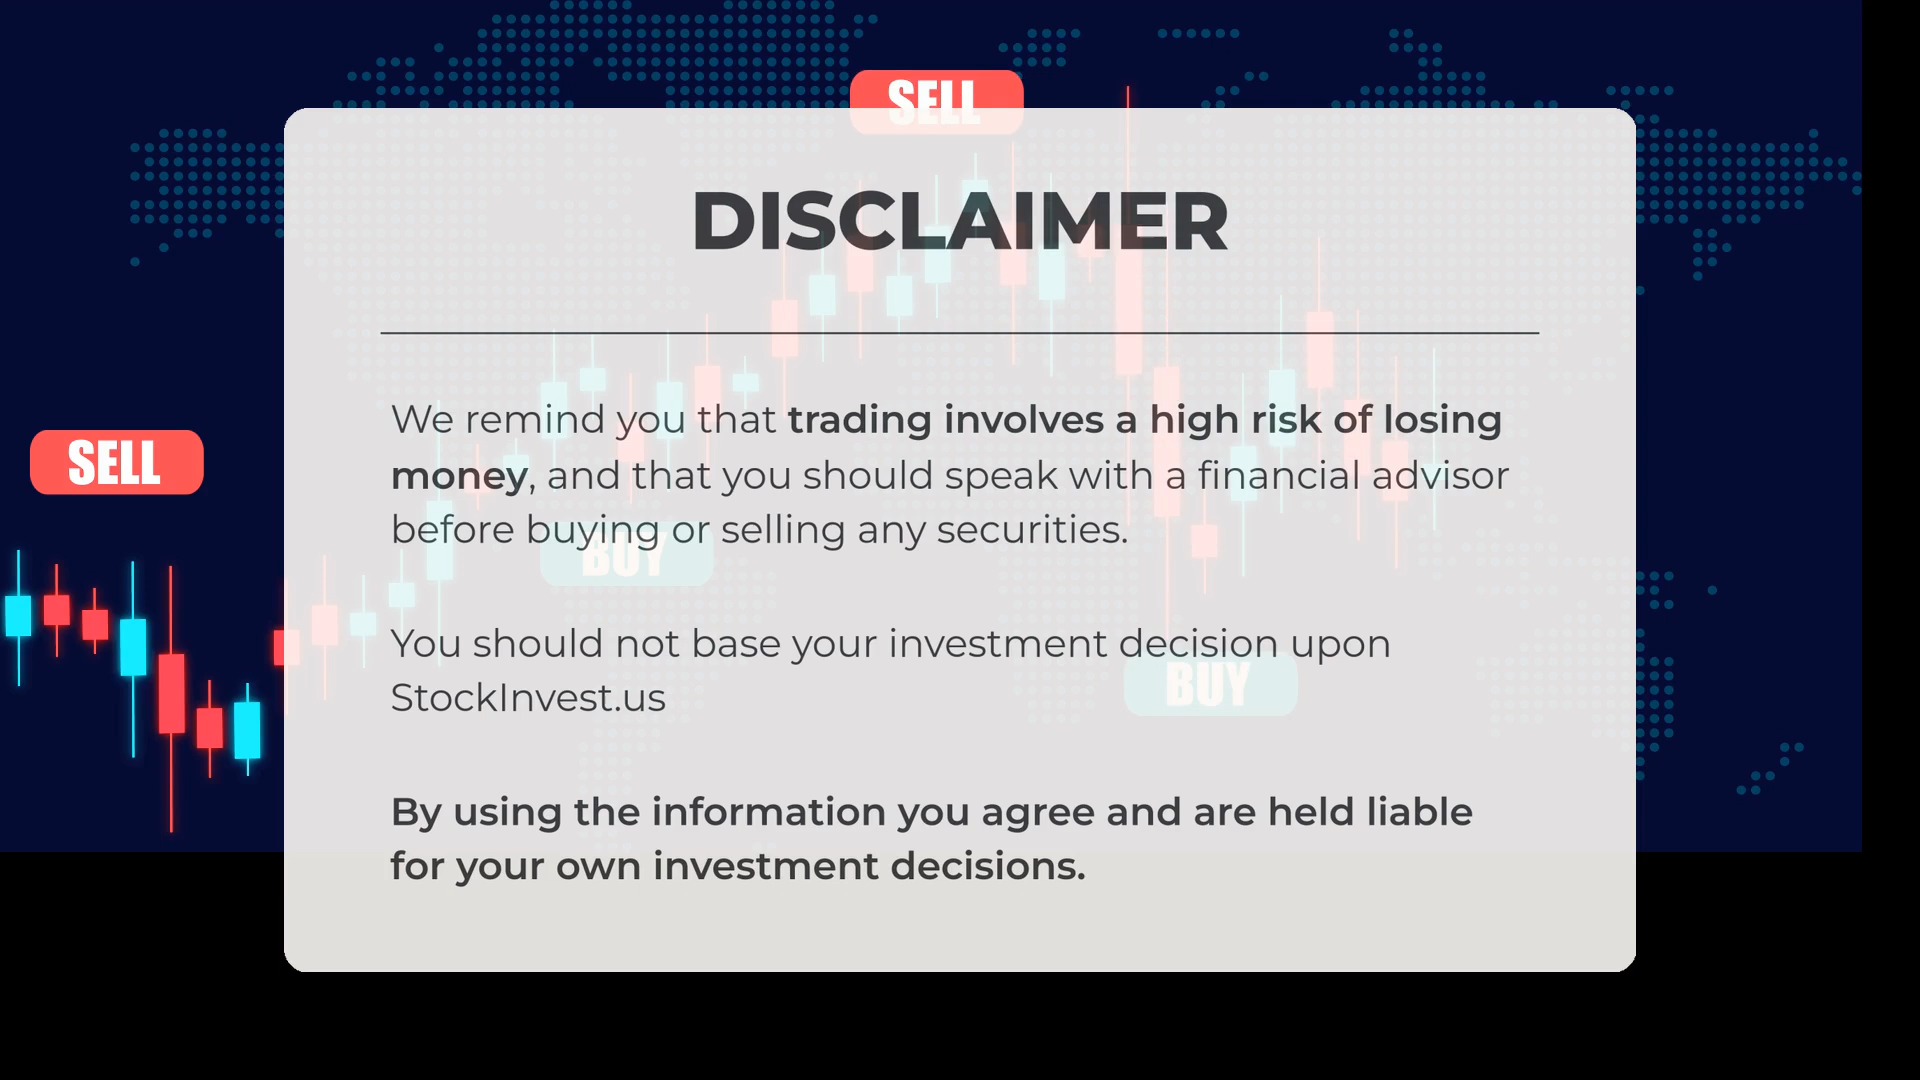 SELL
DISCLAIMER
We remind you that trading involves a high risk of losing
money, and that you should speak with a financial advisor
before buying or selling any securities.
SELL
BUY
You should not base your investment decision upon
StockInvest.us
BUY
By using the information you agree and are held liable
for your own investment decisions.